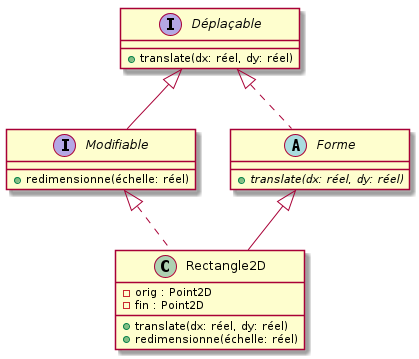 I Déplaçable
translate(dx: réel, dy: réel)
I Modifiable
redimensionne(échelle: réel)
A Forme
translate(dx: réel, dy: réel)
C Rectangle2D
orig : Point2D
fin : Point2D
translate(dx: réel, dy: réel)
redimensionne(échelle: réel)